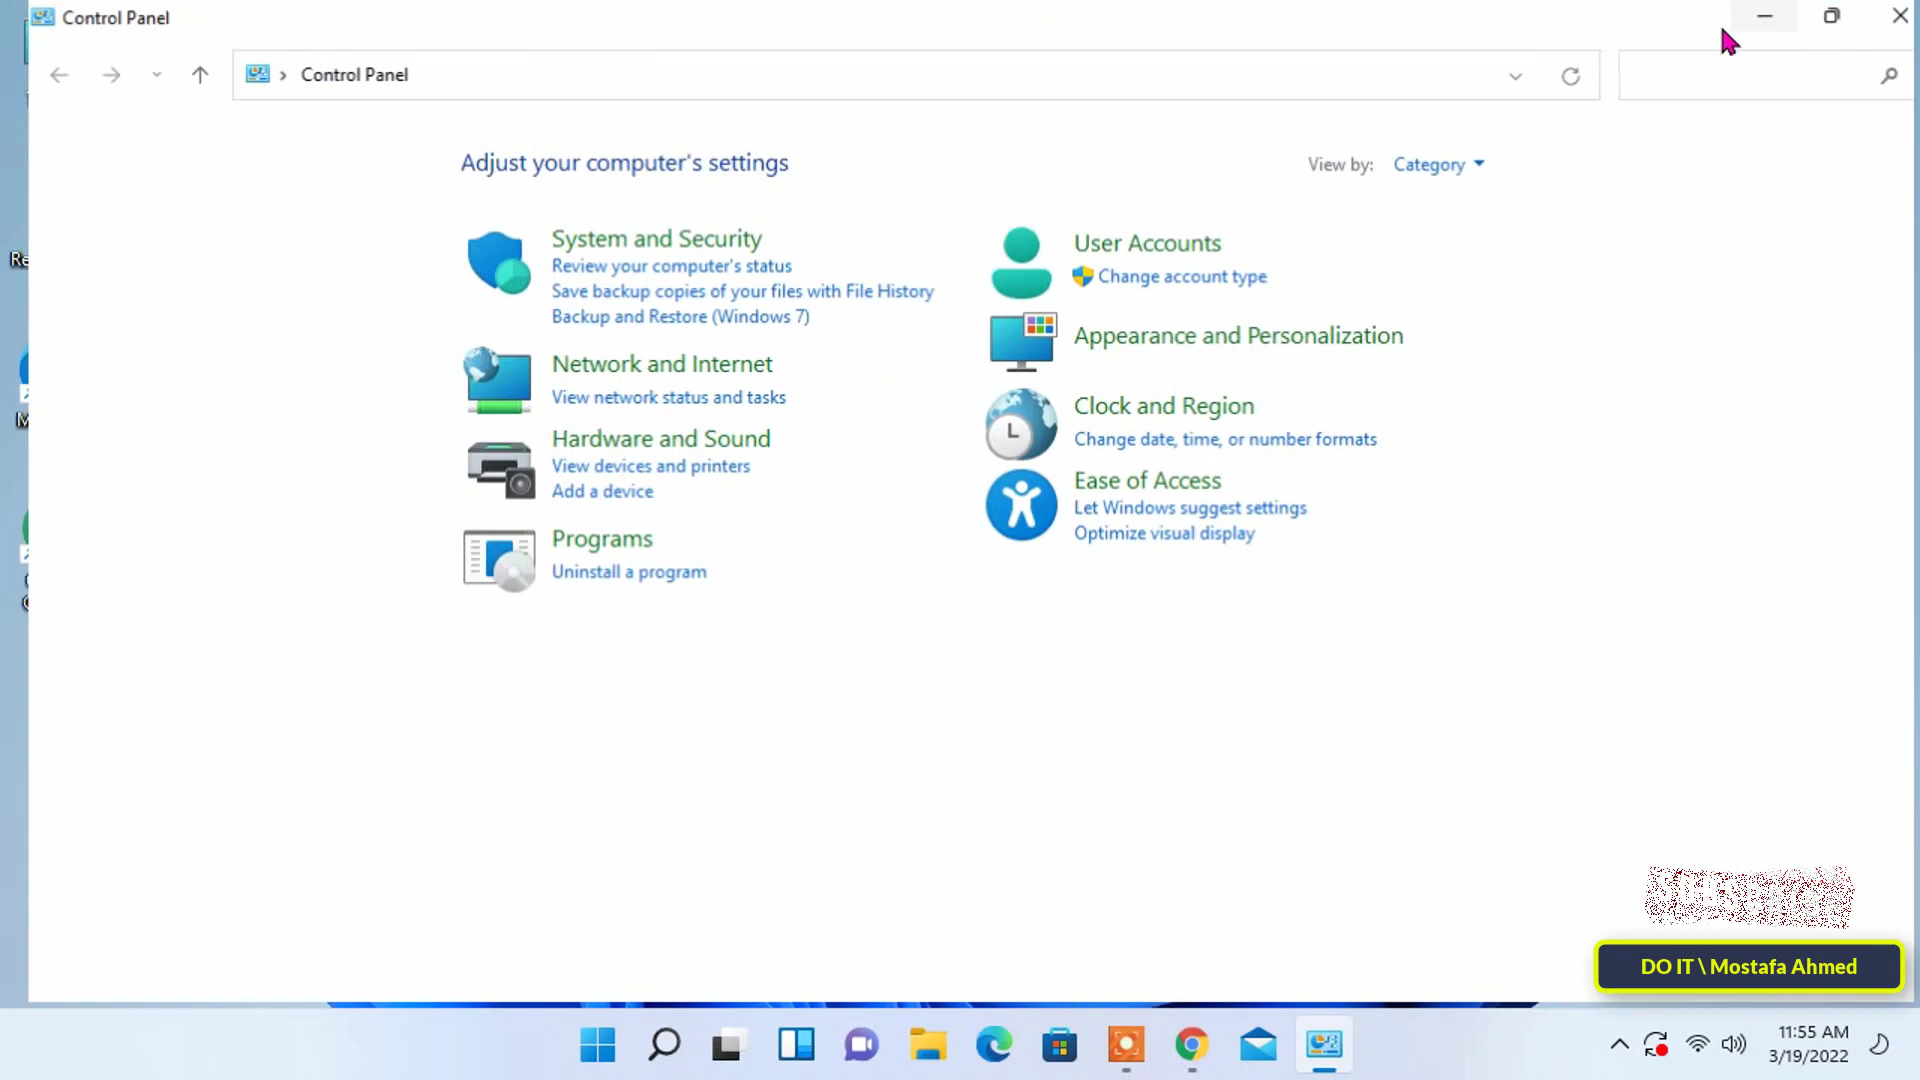 Control Panel
Control Panel
Adjust your computer's settings
View by: Category
System and Security
Review your computer's status
Save backup copies of your files with File History
Backup and Restore (Windows 7)
Network and Internet
View network status and tasks
Hardware and Sound
View devices and printers
Add a device
Programs
Uninstall a program
User Accounts
Change account type
Appearance and Personalization
Clock and Region
Change date, time, or number formats
Ease of Access
Let Windows suggest settings
Optimize visual display
Re
M
DO IT \ Mostafa Ahmed
11:55 AM
3/19/2022